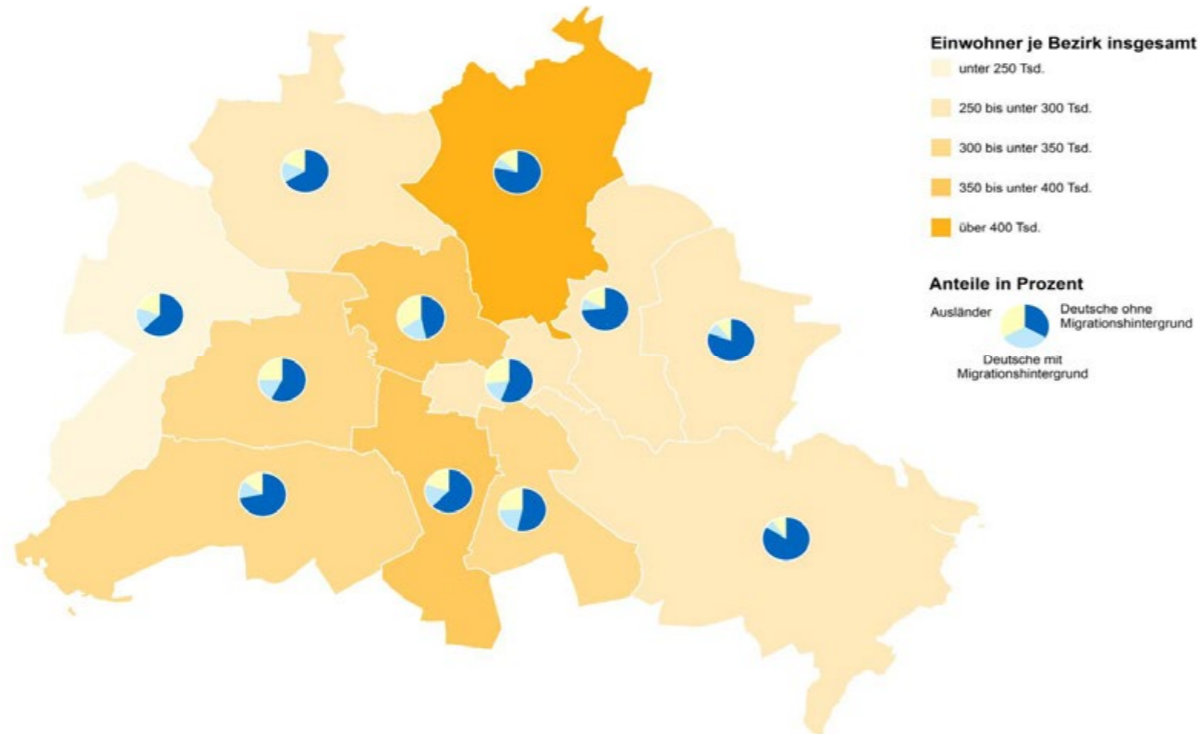 Einwohner je Bezirk insgesamt
unter 250 Tsd.
250 bis unter 300 Tsd.
300 bis unter 350 Tsd.
350 bis unter 400 Tsd.
über 400 Tsd.
Anteile in Prozent
Ausländer
Deutsche ohne
Migrationshintergrund
Deutsche mit
Migrationshintergrund